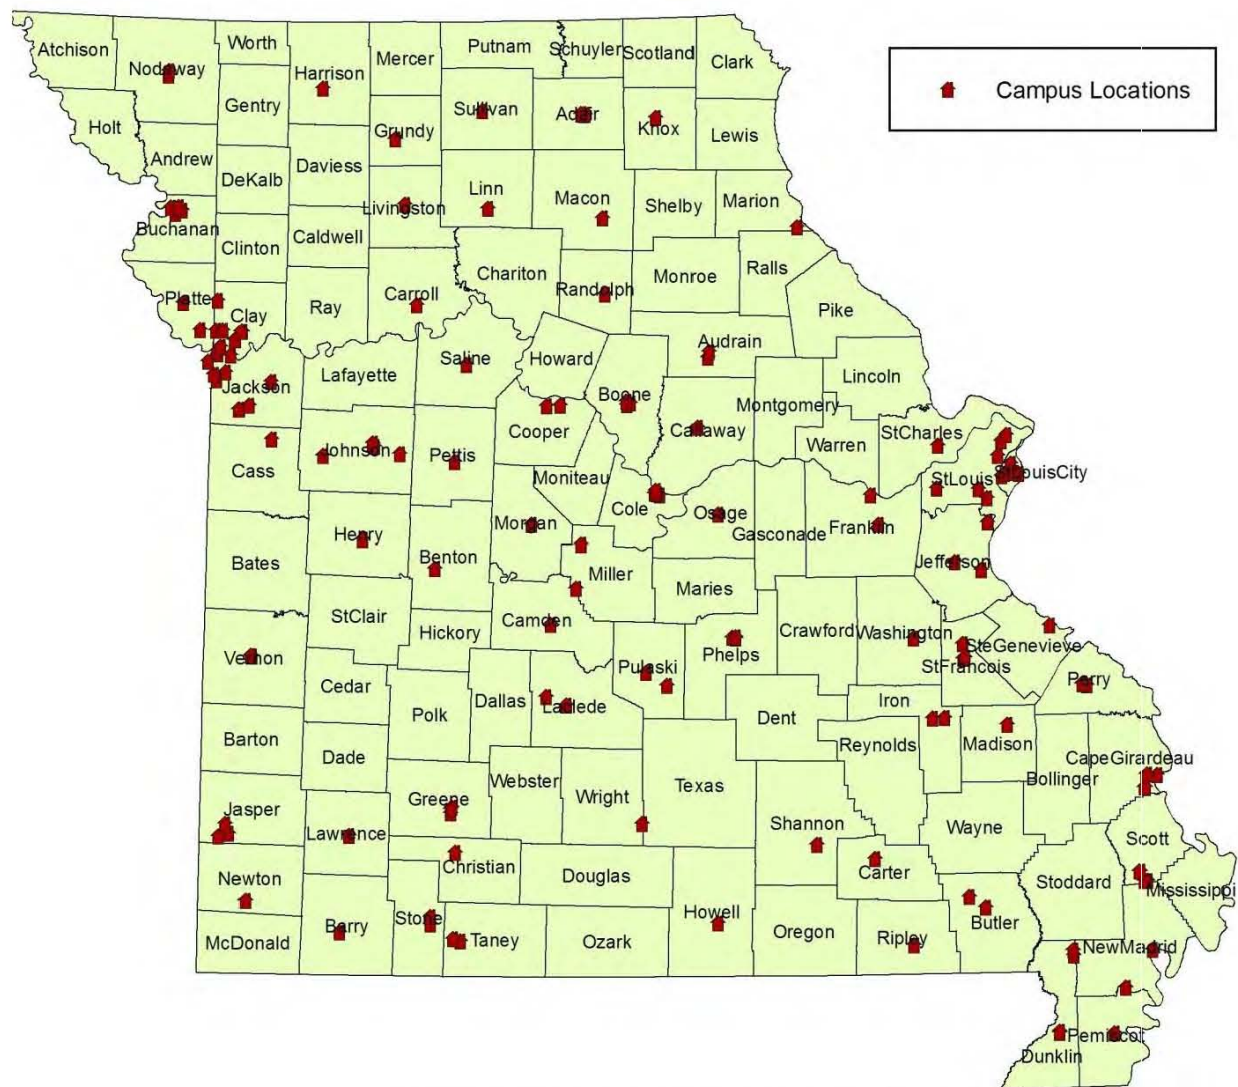 Atchison
Nodaway
Worth
Harrison
Mercer
Putnam
Schuyler
Scotland
Clark
Campus Locations
Holt
Gentry
Grundy
Sullivan
Adair
Knox
Lewis
Andrew
DeKalb
Daviess
Livingston
Linn
Macon
Shelby
Marion
Buchanan
Clinton
Caldwell
Chariton
Randolph
Monroe
Ralls
Platte
Clay
Ray
Carroll
Pike
Audrain
Saline
Howard
Jackson
Lafayette
Boone
Lincoln
Cooper
Callaway
Montgomery
Warren
StCharles
Cass
Johnson
Pettis
Moniteau
StLouis
StLouisCity
Cole
Osage
Gasconade
Franklin
Bates
Henry
Morgan
Benton
Miller
Maries
Jefferson
StClair
Hickory
Camden
Crawford
Washington
SteGenevieve
Vernon
Cedar
Pulaski
Phelps
StFrancois
Perry
Polk
Dallas
Laclede
Dent
Iron
Barton
Dade
Reynolds
Madison
Bollinger
CapeGirardeau
Jasper
Greene
Webster
Wright
Texas
Lawrence
Shannon
Wayne
Scott
Newton
Christian
Douglas
Carter
Stoddard
Mississippi
McDonald
Barry
Stone
Taney
Ozark
Howell
Oregon
Ripley
Butler
NewMadrid
Dunklin
Pemiscot